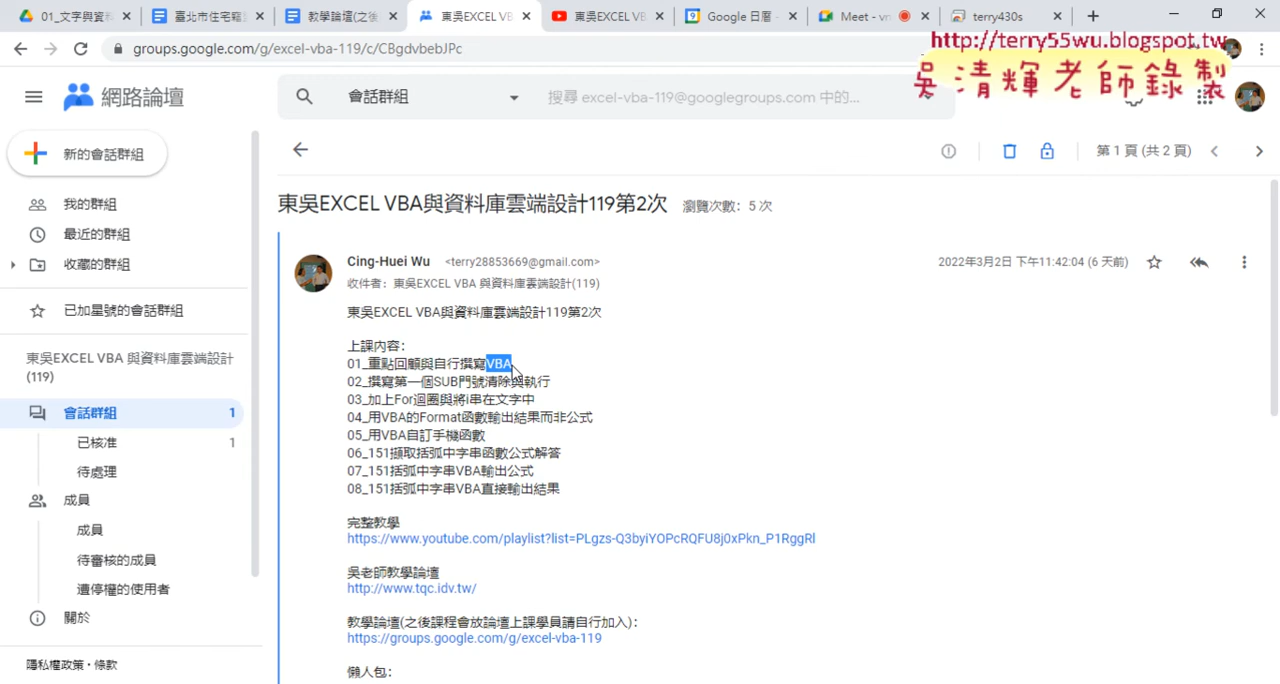 01_文字與資料
臺北市住宅竊盜
教學論壇(之後
東吳EXCEL VB
東吳EXCEL VB
9
Google 日曆 -
Meet - vn
terry430s
groups.google.com/g/excel-vba-119/c/CBgdvbebJPc
http://terry55wu.blogspot.tw
吳清輝老師錄製
網路論壇
會話群組
搜尋 excel-vba-119@googlegroups.com 中的...
新的會話群組
第 1 頁 (共 2 頁)
我的群組
最近的群組
收藏的群組
已加星號的會話群組
東吳EXCEL VBA 與資料庫雲端設計
(119)
會話群組 1
已核准 1
待處理
成員
成員
待審核的成員
遭停權的使用者
關於
隱私權政策 • 條款
東吳EXCEL VBA與資料庫雲端設計119第2次
瀏覽次數: 5 次
Cing-Huei Wu <terry28853669@gmail.com>
2022年3月2日 下午11:42:04 (6 天前)
收件者: 東吳EXCEL VBA 與資料庫雲端設計(119)
東吳EXCEL VBA與資料庫雲端設計119第2次
上課內容:
01_重點回顧與自行撰寫VBA
02_撰寫第一個SUB門號清除與執行
03_加上For迴圈與將i串在文字中
04_用VBA的Format函數輸出結果而非公式
05_用VBA自訂手機函數
06_151擷取括弧中字串函數公式解答
07_151括弧中字串VBA輸出公式
08_151括弧中字串VBA直接輸出結果
完整教學
https://www.youtube.com/playlist?list=PLgzs-Q3byiYOPcRQFU8j0xPkn_P1RggRl
吳老師教學論壇
http://www.tqc.idv.tw/
教學論壇(之後課程會放論壇上課學員請自行加入):
https://groups.google.com/g/excel-vba-119
懶人包: